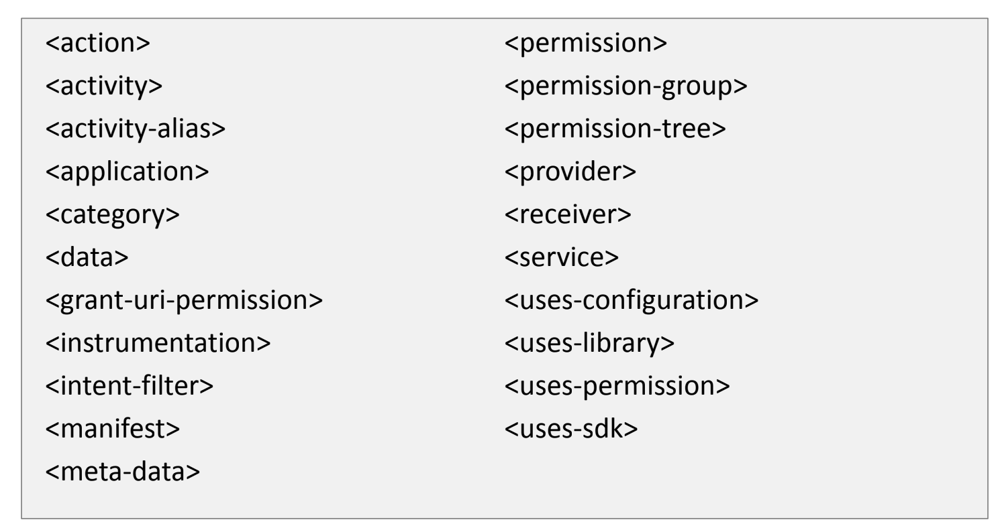 <action>
<activity>
<activity-alias>
<application>
<category>
<data>
<grant-uri-permission>
<instrumentation>
<intent-filter>
<manifest>
<meta-data>
<permission>
<permission-group>
<permission-tree>
<provider>
<receiver>
<service>
<uses-configuration>
<uses-library>
<uses-permission>
<uses-sdk>